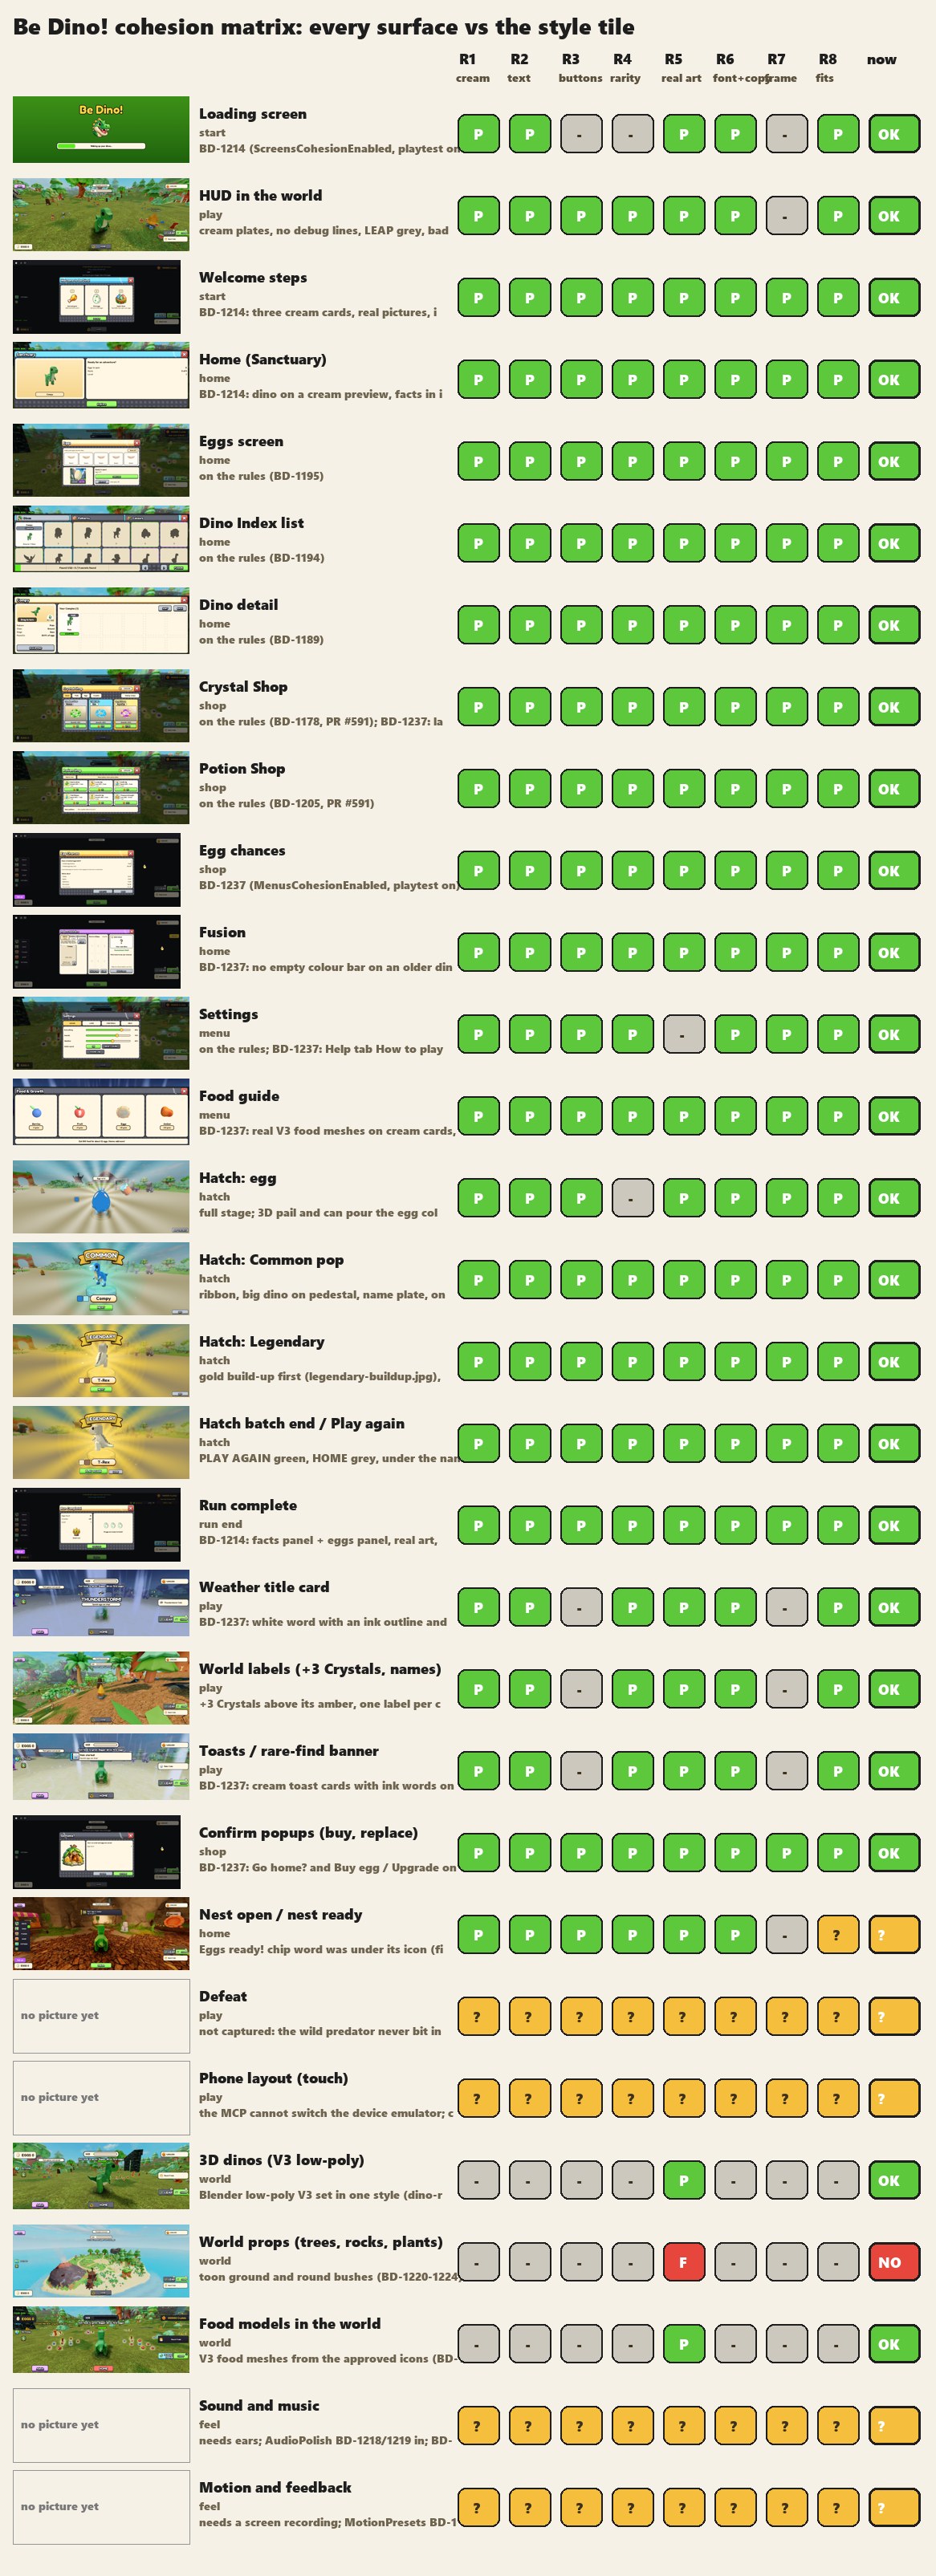 Be Dino! cohesion matrix: every surface vs the style tile
R1 R2 R3 R4 R5 R6 R7 R8 now
cream text buttons rarity real art font+copy frame fits
Be Dino!
Loading screen
start
BD-1214 (ScreensCohesionEnabled, playtest on
P P - - P P - P OK
HUD in the world
play
cream plates, no debug lines, LEAP grey, bad
P P P P P P - P OK
Welcome steps
start
BD-1214: three cream cards, real pictures, i
P P P P P P P P OK
Home (Sanctuary)
home
BD-1214: dino on a cream preview, facts in i
P P P P P P P P OK
Eggs screen
home
on the rules (BD-1195)
P P P P P P P P OK
Dino Index list
home
on the rules (BD-1194)
P P P P P P P P OK
Dino detail
home
on the rules (BD-1189)
P P P P P P P P OK
Crystal Shop
shop
on the rules (BD-1178, PR #591); BD-1237: la
P P P P P P P P OK
Potion Shop
shop
on the rules (BD-1205, PR #591)
P P P P P P P P OK
Egg chances
shop
BD-1237 (MenusCohesionEnabled, playtest on)
P P P P P P P P OK
Fusion
home
BD-1237: no empty colour bar on an older din
P P P P P P P P OK
Settings
menu
on the rules; BD-1237: Help tab How to play
P P P P - P P P OK
Food & Growth
Food guide
menu
BD-1237: real V3 food meshes on cream cards,
P P P P P P P P OK
Hatch: egg
hatch
full stage; 3D pail and can pour the egg col
P P P - P P P P OK
COMMON
Compy
Hatch: Common pop
hatch
ribbon, big dino on pedestal, name plate, on
P P P P P P P P OK
LEGENDARY
T-Rex
Hatch: Legendary
hatch
gold build-up first (legendary-buildup.jpg),
P P P P P P P P OK
LEGENDARY
T-Rex
Hatch batch end / Play again
hatch
PLAY AGAIN green, HOME grey, under the nam
P P P P P P P P OK
Run complete
run end
BD-1214: facts panel + eggs panel, real art,
P P P P P P P P OK
THUNDERSTORM!
Weather title card
play
BD-1237: white word with an ink outline and
P P - P P P - P OK
World labels (+3 Crystals, names)
play
+3 Crystals above its amber, one label per c
P P - P P P - P OK
Toasts / rare-find banner
play
BD-1237: cream toast cards with ink words on
P P - P P P - P OK
Confirm popups (buy, replace)
shop
BD-1237: Go home? and Buy egg / Upgrade on
P P P P P P P P OK
Nest open / nest ready
home
Eggs ready! chip word was under its icon (fi
P P P P P P - ? ?
no picture yet
Defeat
play
not captured: the wild predator never bit in
? ? ? ? ? ? ? ? ?
no picture yet
Phone layout (touch)
play
the MCP cannot switch the device emulator; c
? ? ? ? ? ? ? ? ?
3D dinos (V3 low-poly)
world
Blender low-poly V3 set in one style (dino-r
- - - - P - - - OK
World props (trees, rocks, plants)
world
toon ground and round bushes (BD-1220-1224)
- - - - F - - - NO
Food models in the world
world
V3 food meshes from the approved icons (BD-
- - - - P - - - OK
no picture yet
Sound and music
feel
needs ears; AudioPolish BD-1218/1219 in; BD-
? ? ? ? ? ? ? ? ?
no picture yet
Motion and feedback
feel
needs a screen recording; MotionPresets BD-1
? ? ? ? ? ? ? ? ?